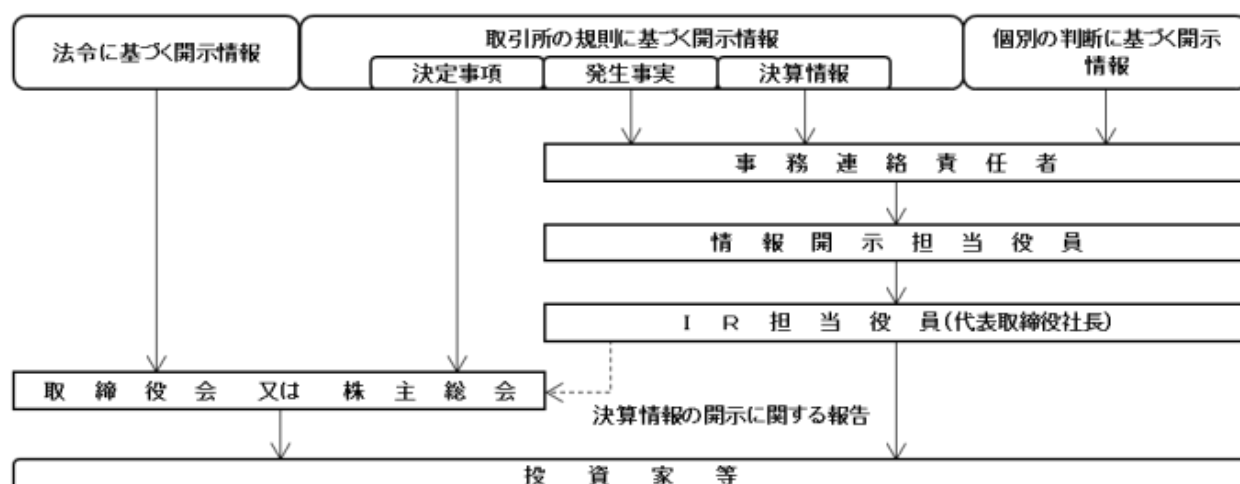 法令に基づく開示情報
取引所の規則に基づく開示情報
決定事項
発生事実
決算情報
個別の判断に基づく開示
情報
事務連絡責任者
情報開示担当役員
IR担当役員(代表取締役社長)
取締役会 又は 株主総会
決算情報の開示に関する報告
投資家等